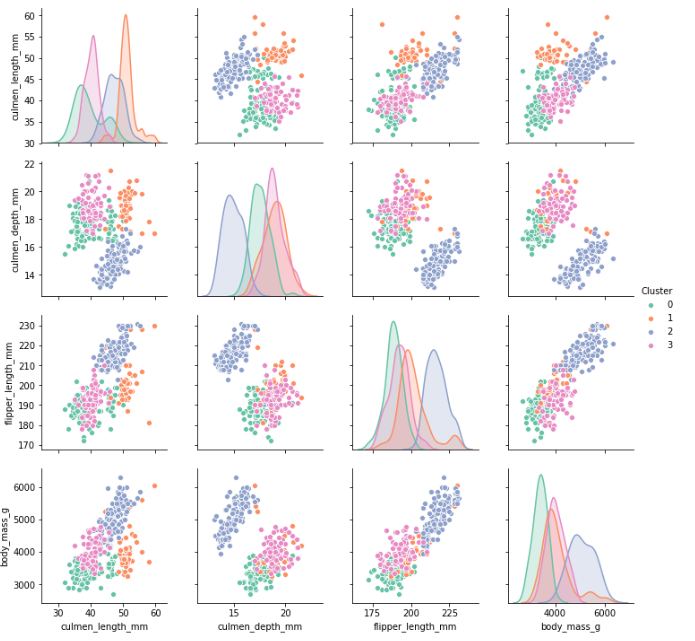 culmen_length_mm
60
55
50
45
40
35
30
culmen_depth_mm
22
20
18
16
14
flipper_length_mm
230
220
210
200
190
180
170
body_mass_g
6000
5000
4000
3000
30 40 50 60
culmen_length_mm
15 20
culmen_depth_mm
175 200 225
flipper_length_mm
4000 6000
body_mass_g
Cluster
0
1
2
3